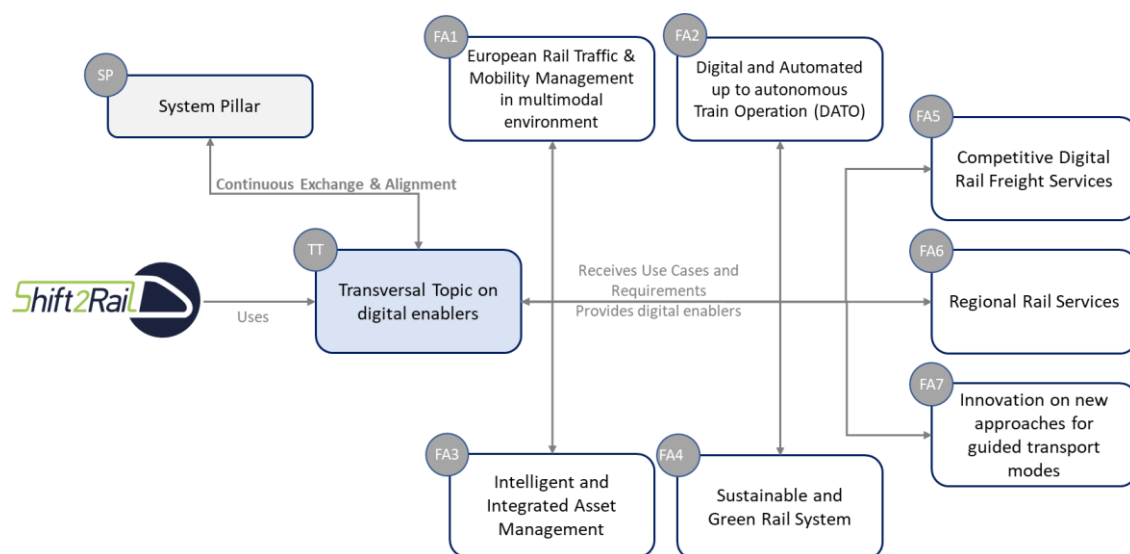 FA1
European Rail Traffic &
Mobility Management
in multimodal
environment
FA2
Digital and Automated
up to autonomous
Train Operation (DATO)
SP
System Pillar
FA5
Competitive Digital
Rail Freight Services
Continuous Exchange & Alignment
TT
Transversal Topic on
digital enablers
Shift2Rail
Uses
Receives Use Cases and
Requirements
Provides digital enablers
FA6
Regional Rail Services
FA7
Innovation on new
approaches for
guided transport
modes
FA3
Intelligent and
Integrated Asset
Management
FA4
Sustainable and
Green Rail System